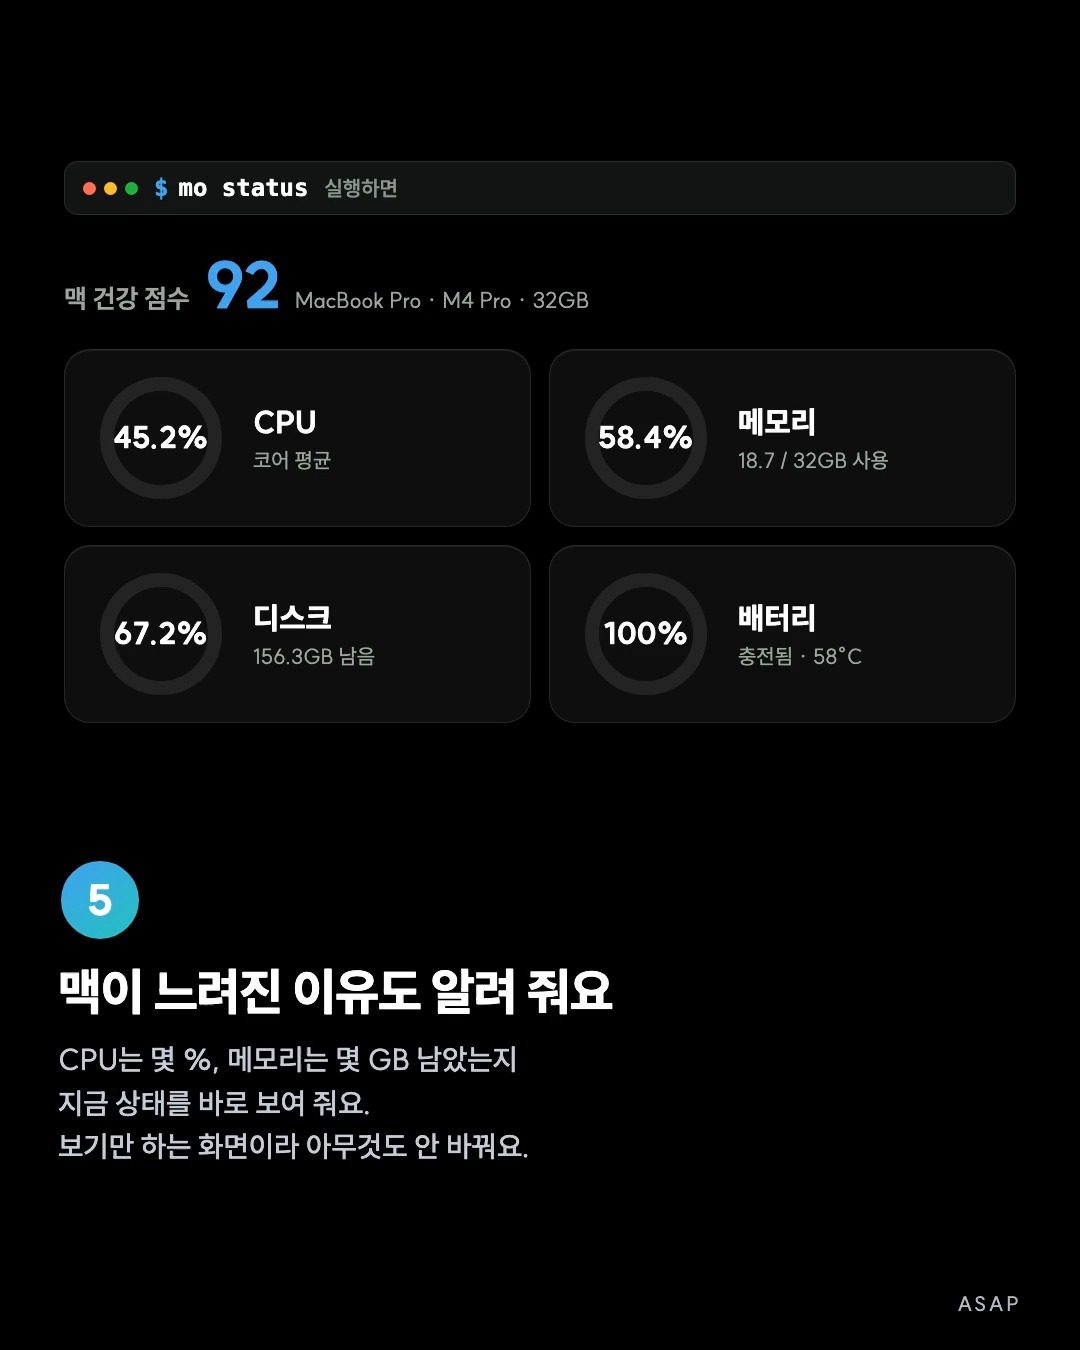 $ mo status 실행하면
맥 건강 점수 92 MacBook Pro · M4 Pro · 32GB
45.2% CPU
코어 평균
58.4% 메모리
18.7 / 32GB 사용
67.2% 디스크
156.3GB 남음
100% 배터리
충전됨 · 58°C
5
맥이 느려진 이유도 알려 줘요
CPU는 몇 %, 메모리는 몇 GB 남았는지
지금 상태를 바로 보여 줘요.
보기만 하는 화면이라 아무것도 안 바꿔요.
ASAP